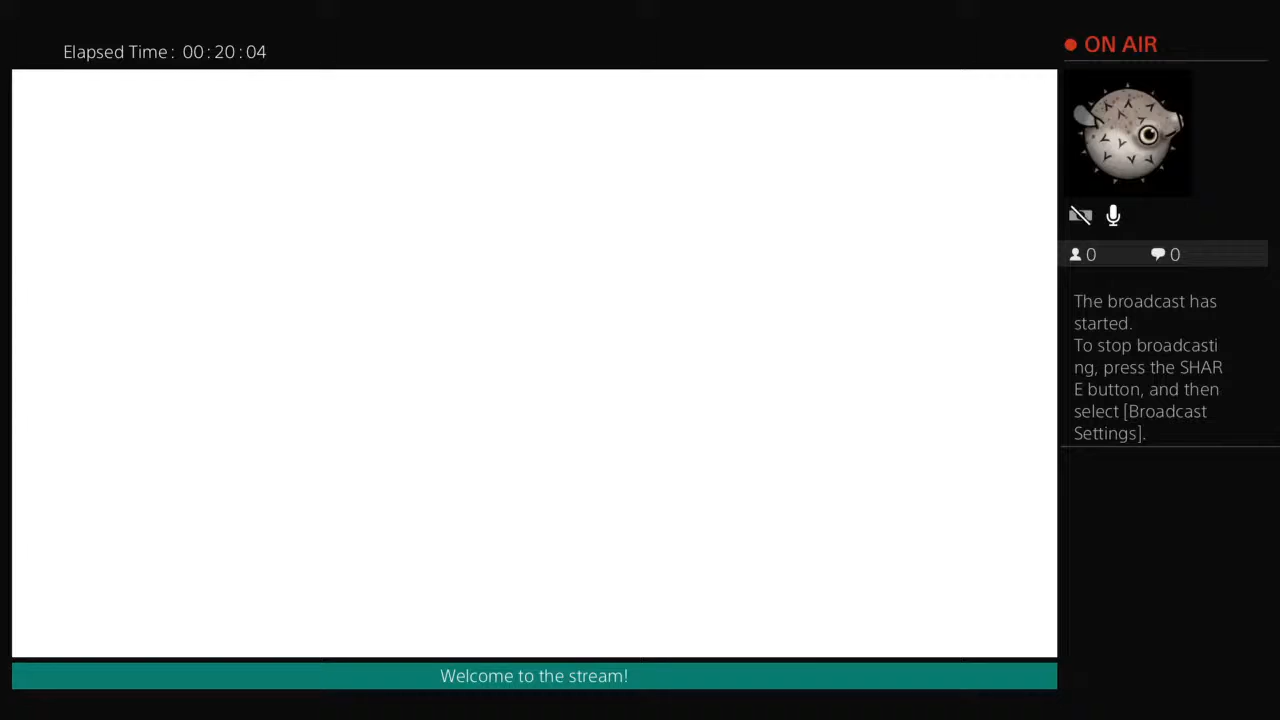 Elapsed Time: 00:20:04
ON AIR
0 0
The broadcast has
started.
To stop broadcasti
ng, press the SHAR
E button, and then
select [Broadcast
Settings].
Welcome to the stream!